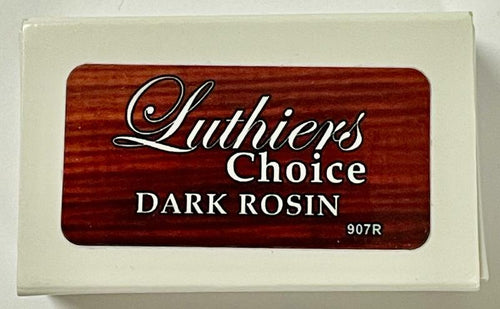 Luthiers
Choice
DARK ROSIN
907R